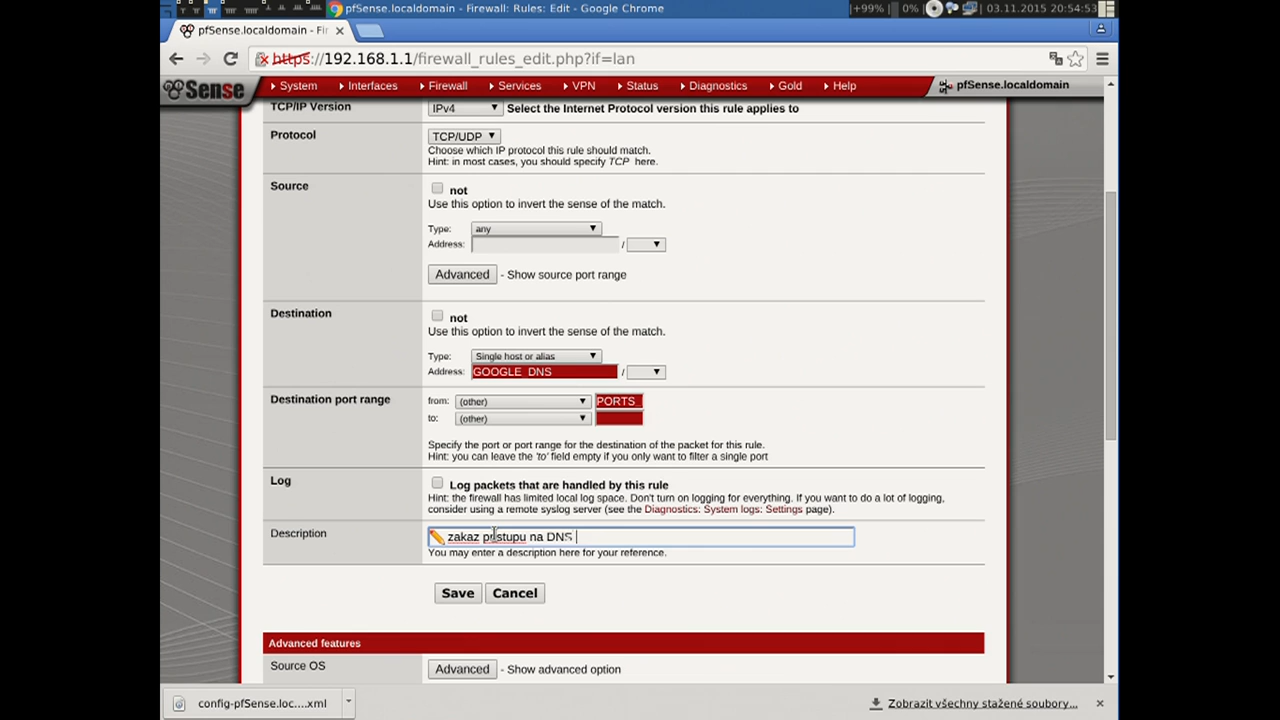 +99% 0% 03.11.2015 20:54:53
pfSense.localdomain - Firewall: Rules: Edit - Google Chrome
pfSense.localdomain - Fir
https://192.168.1.1/firewall_rules_edit.php?if=lan
Sense System Interfaces Firewall Services VPN Status Diagnostics Gold Help pfSense.localdomain
TCP/IP Version IPv4 Select the Internet Protocol version this rule applies to
Protocol TCP/UDP
Choose which IP protocol this rule should match.
Hint: in most cases, you should specify TCP here.
Source not
Use this option to invert the sense of the match.
Type: any
Address: /
Advanced - Show source port range
Destination not
Use this option to invert the sense of the match.
Type: Single host or alias
Address: GOOGLE_DNS /
Destination port range from: (other) PORTS_
to: (other)
Specify the port or port range for the destination of the packet for this rule.
Hint: you can leave the 'to' field empty if you only want to filter a single port
Log Log packets that are handled by this rule
Hint: the firewall has limited local log space. Don't turn on logging for everything. If you want to do a lot of logging,
consider using a remote syslog server (see the Diagnostics: System logs: Settings page).
Description zakaz pristupu na DNS
You may enter a description here for your reference.
Save Cancel
Advanced features
Source OS Advanced - Show advanced option
config-pfSense.loc....xml Zobrazit všechny stažené soubory...